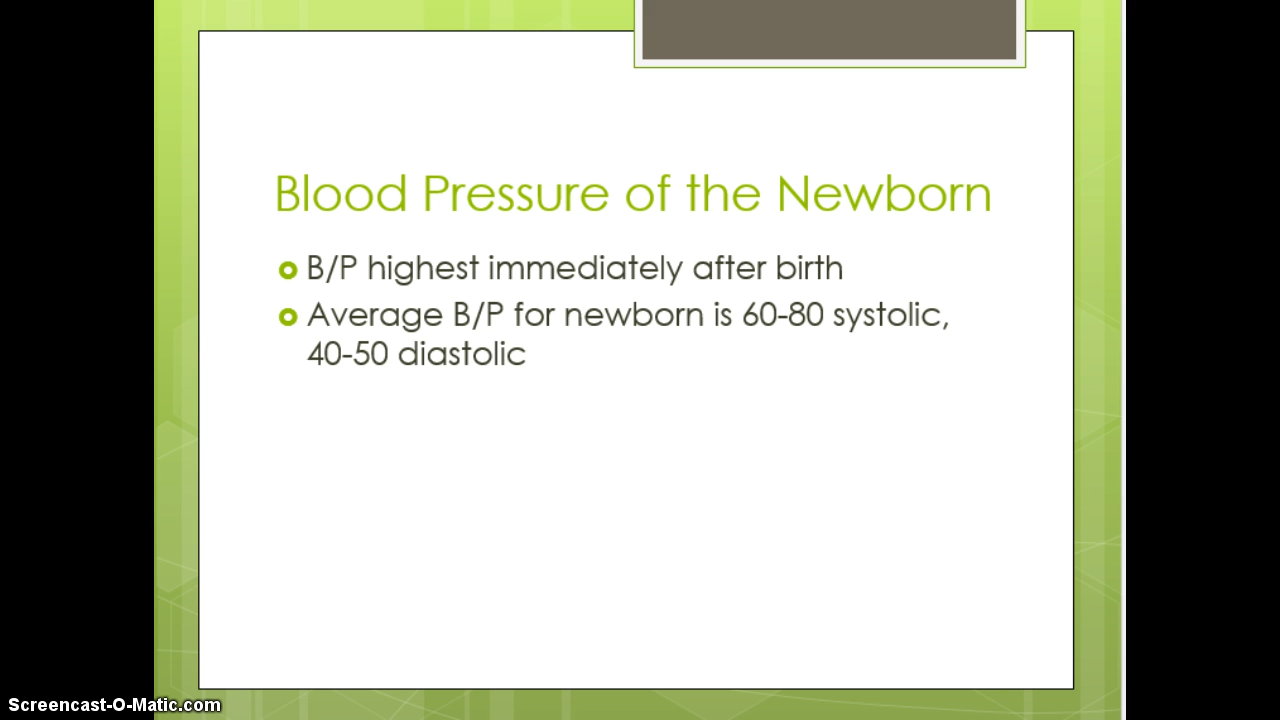 Blood Pressure of the Newborn
B/P highest immediately after birth
Average B/P for newborn is 60-80 systolic,
40-50 diastolic
Screencast-O-Matic.com